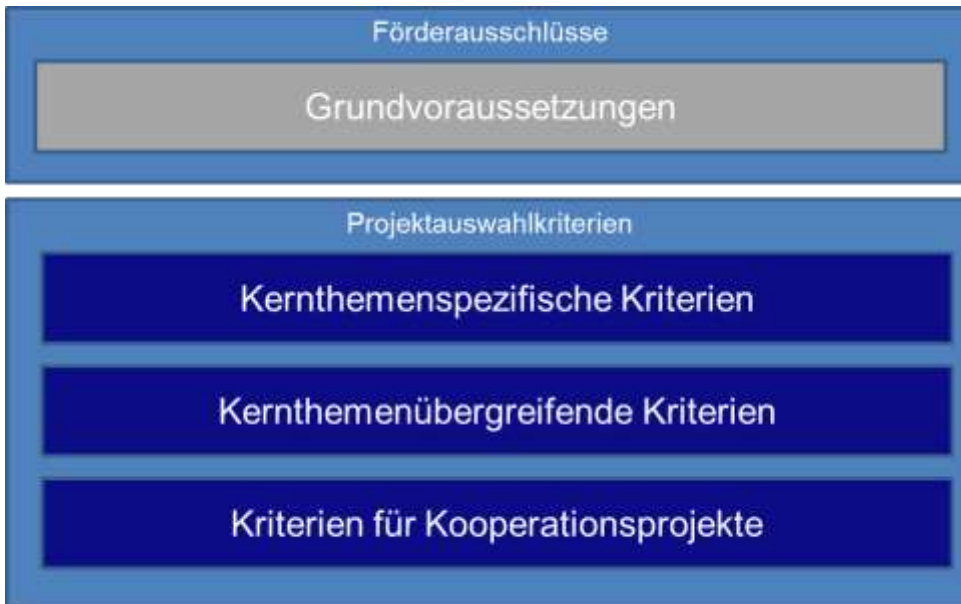 Förderausschlüsse
Grundvoraussetzungen
Projektauswahlkriterien
Kernthemenspezifische Kriterien
Kernthemenübergreifende Kriterien
Kriterien für Kooperationsprojekte